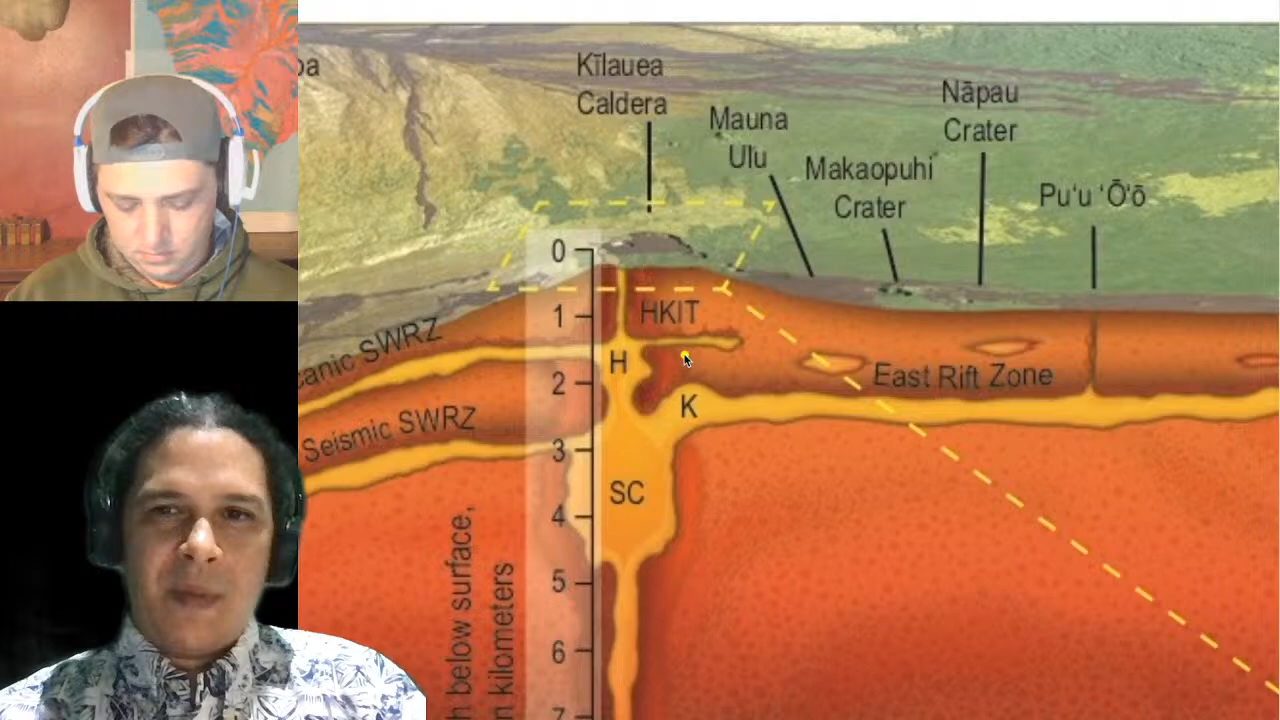 Kīlauea
Caldera
Mauna
Ulu
Makaopuhi
Crater
Nāpau
Crater
Puʻu ʻŌʻō
0
1
HKIT
H
2
East Rift Zone
K
SWRZ
Seismic SWRZ
3
SC
4
5
6
7
below surface,
kilometers